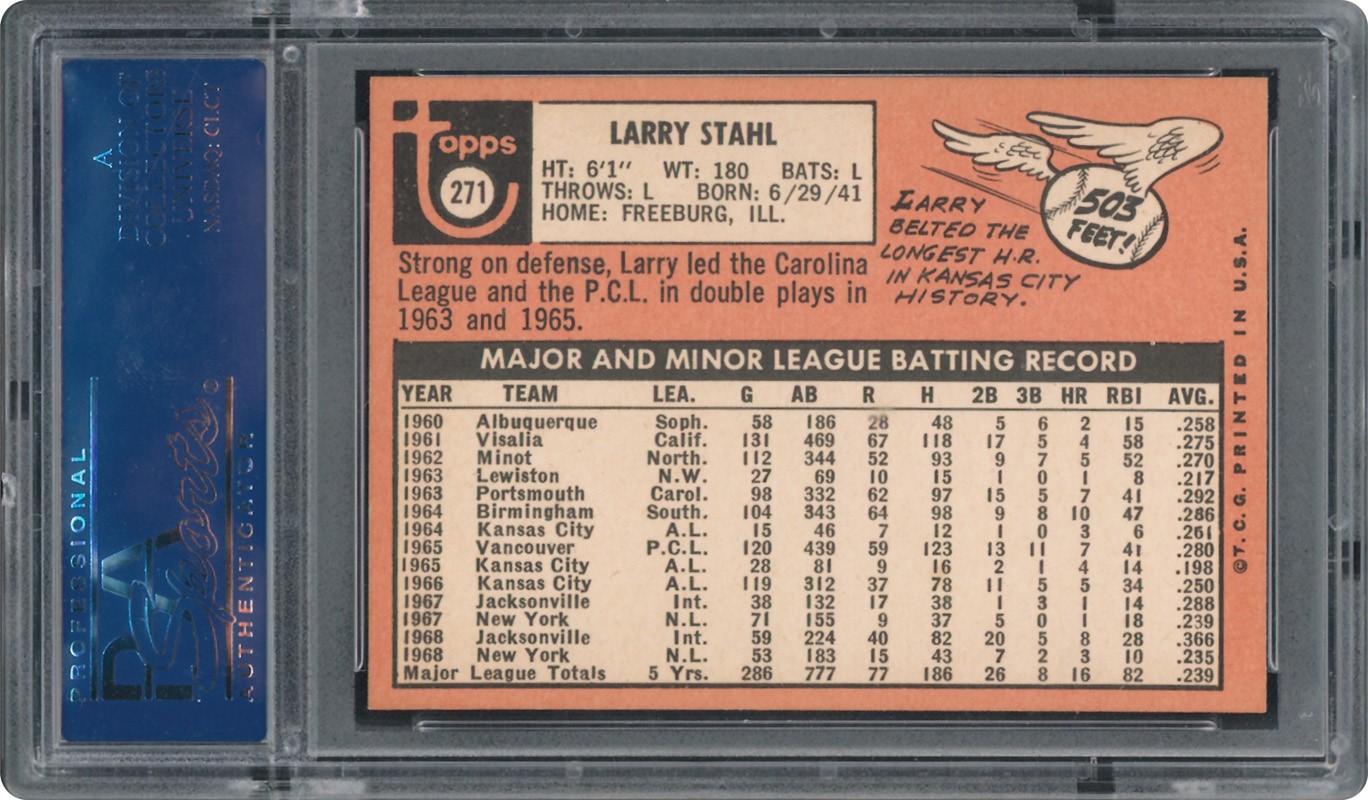 A
DIVISION OF
COLLECTORS
UNIVERSE
NASDAQ: CLCT
PROFESSIONAL
PSA
Sports
AUTHENTICATOR
topps
271
LARRY STAHL
HT: 6'1" WT: 180 BATS: L
THROWS: L BORN: 6/29/41
HOME: FREEBURG, ILL.
LARRY
BELTED THE
LONGEST H.R.
IN KANSAS CITY
HISTORY.
503
FEET!
Strong on defense, Larry led the Carolina
League and the P.C.L. in double plays in
1963 and 1965.
MAJOR AND MINOR LEAGUE BATTING RECORD
YEAR TEAM LEA. G AB R H 2B 3B HR RBI AVG.
1960 Albuquerque Soph. 58 186 28 48 5 6 2 15 .258
1961 Visalia Calif. 131 469 67 118 17 5 4 58 .275
1962 Minot North. 112 344 52 93 9 7 5 52 .270
1963 Lewiston N.W. 27 69 10 15 1 0 1 8 .217
1963 Portsmouth Carol. 98 332 62 97 15 5 7 41 .292
1964 Birmingham South. 104 343 64 98 9 8 10 47 .286
1964 Kansas City A.L. 15 46 7 12 1 0 3 6 .261
1965 Vancouver P.C.L. 120 439 59 123 13 11 7 41 .280
1965 Kansas City A.L. 28 81 9 16 2 1 4 14 .198
1966 Kansas City A.L. 119 312 37 78 11 5 5 34 .250
1967 Jacksonville Int. 38 132 17 38 1 3 1 14 .288
1967 New York N.L. 71 155 9 37 5 0 1 18 .239
1968 Jacksonville Int. 59 224 40 82 20 5 8 28 .366
1968 New York N.L. 53 183 15 43 7 2 3 10 .235
Major League Totals 5 Yrs. 286 777 77 186 26 8 16 82 .239
©T.C.G. PRINTED IN U.S.A.